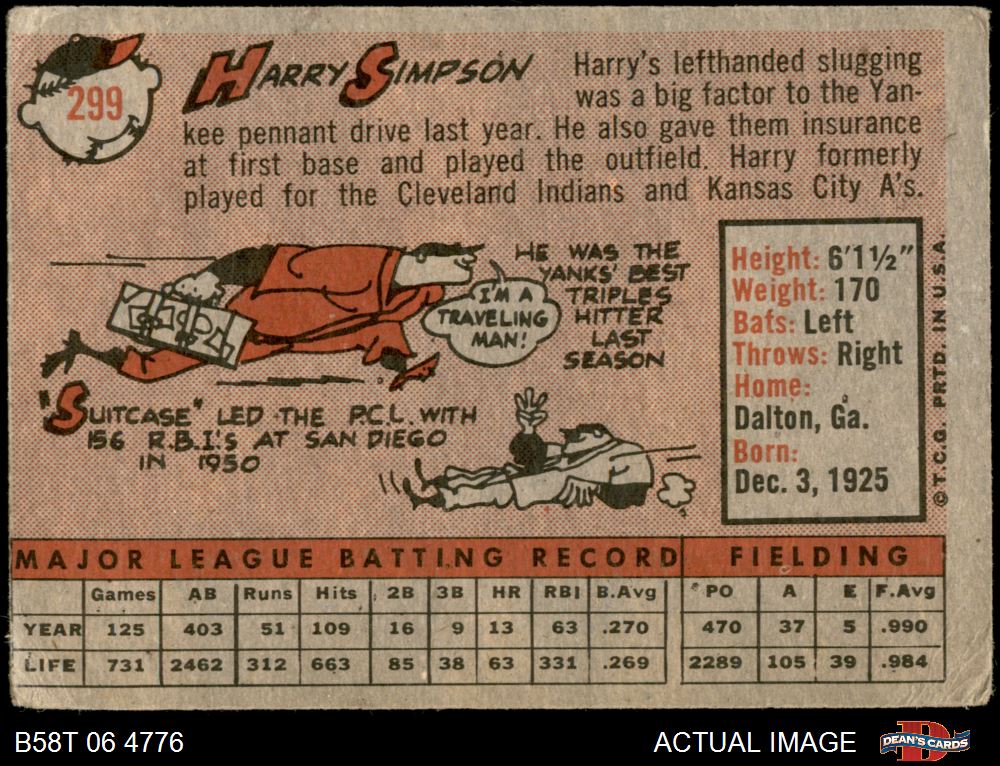 299
HARRY SIMPSON
Harry's lefthanded slugging
was a big factor to the Yan-
kee pennant drive last year. He also gave them insurance
at first base and played the outfield. Harry formerly
played for the Cleveland Indians and Kansas City A's.
HE WAS THE
YANKS' BEST
TRIPLES
HITTER
LAST
SEASON
I'M A
TRAVELING
MAN!
"SUITCASE" LED THE P.C.L. WITH
156 R.B.I.'S AT SAN DIEGO
IN 1950
Height: 6'1½"
Weight: 170
Bats: Left
Throws: Right
Home:
Dalton, Ga.
Born:
Dec. 3, 1925
© T.C.G. PRTD. IN U.S.A.
MAJOR LEAGUE BATTING RECORD FIELDING
Games AB Runs Hits 2B 3B HR RBI B.Avg PO A E F.Avg
YEAR 125 403 51 109 16 9 13 63 .270 470 37 5 .990
LIFE 731 2462 312 663 85 38 63 331 .269 2289 105 39 .984
B58T 06 4776 ACTUAL IMAGE DEAN'S CARDS